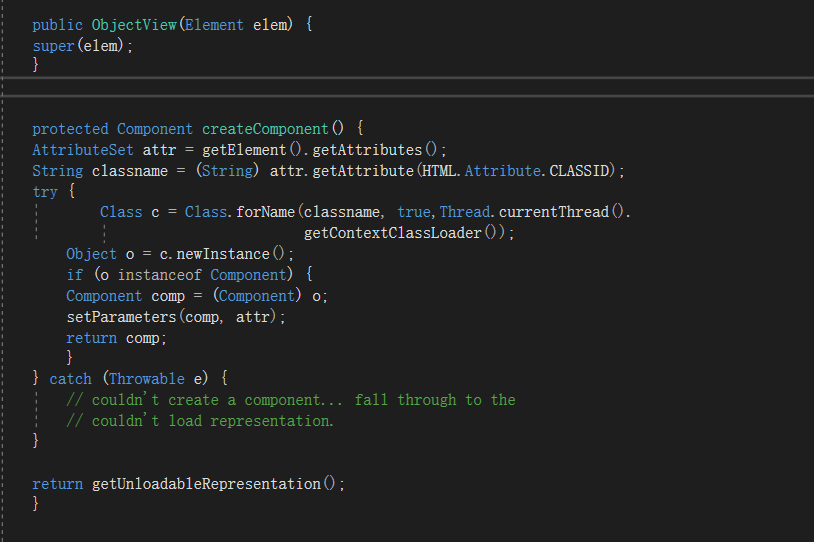 public ObjectView(Element elem) {
super(elem);
}
protected Component createComponent() {
AttributeSet attr = getElement().getAttributes();
String classname = (String) attr.getAttribute(HTML.Attribute.CLASSID);
try {
Class c = Class.forName(classname, true,Thread.currentThread().
getContextClassLoader());
Object o = c.newInstance();
if (o instanceof Component) {
Component comp = (Component) o;
setParameters(comp, attr);
return comp;
}
} catch (Throwable e) {
// couldn't create a component... fall through to the
// couldn't load representation.
}
return getUnloadableRepresentation();
}